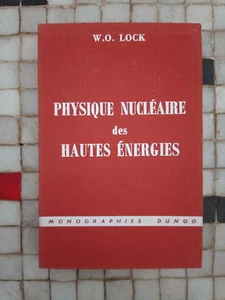 W.O. LOCK
PHYSIQUE NUCLÉAIRE
des
HAUTES ÉNERGIES
MONOGRAPHIES DUNOD